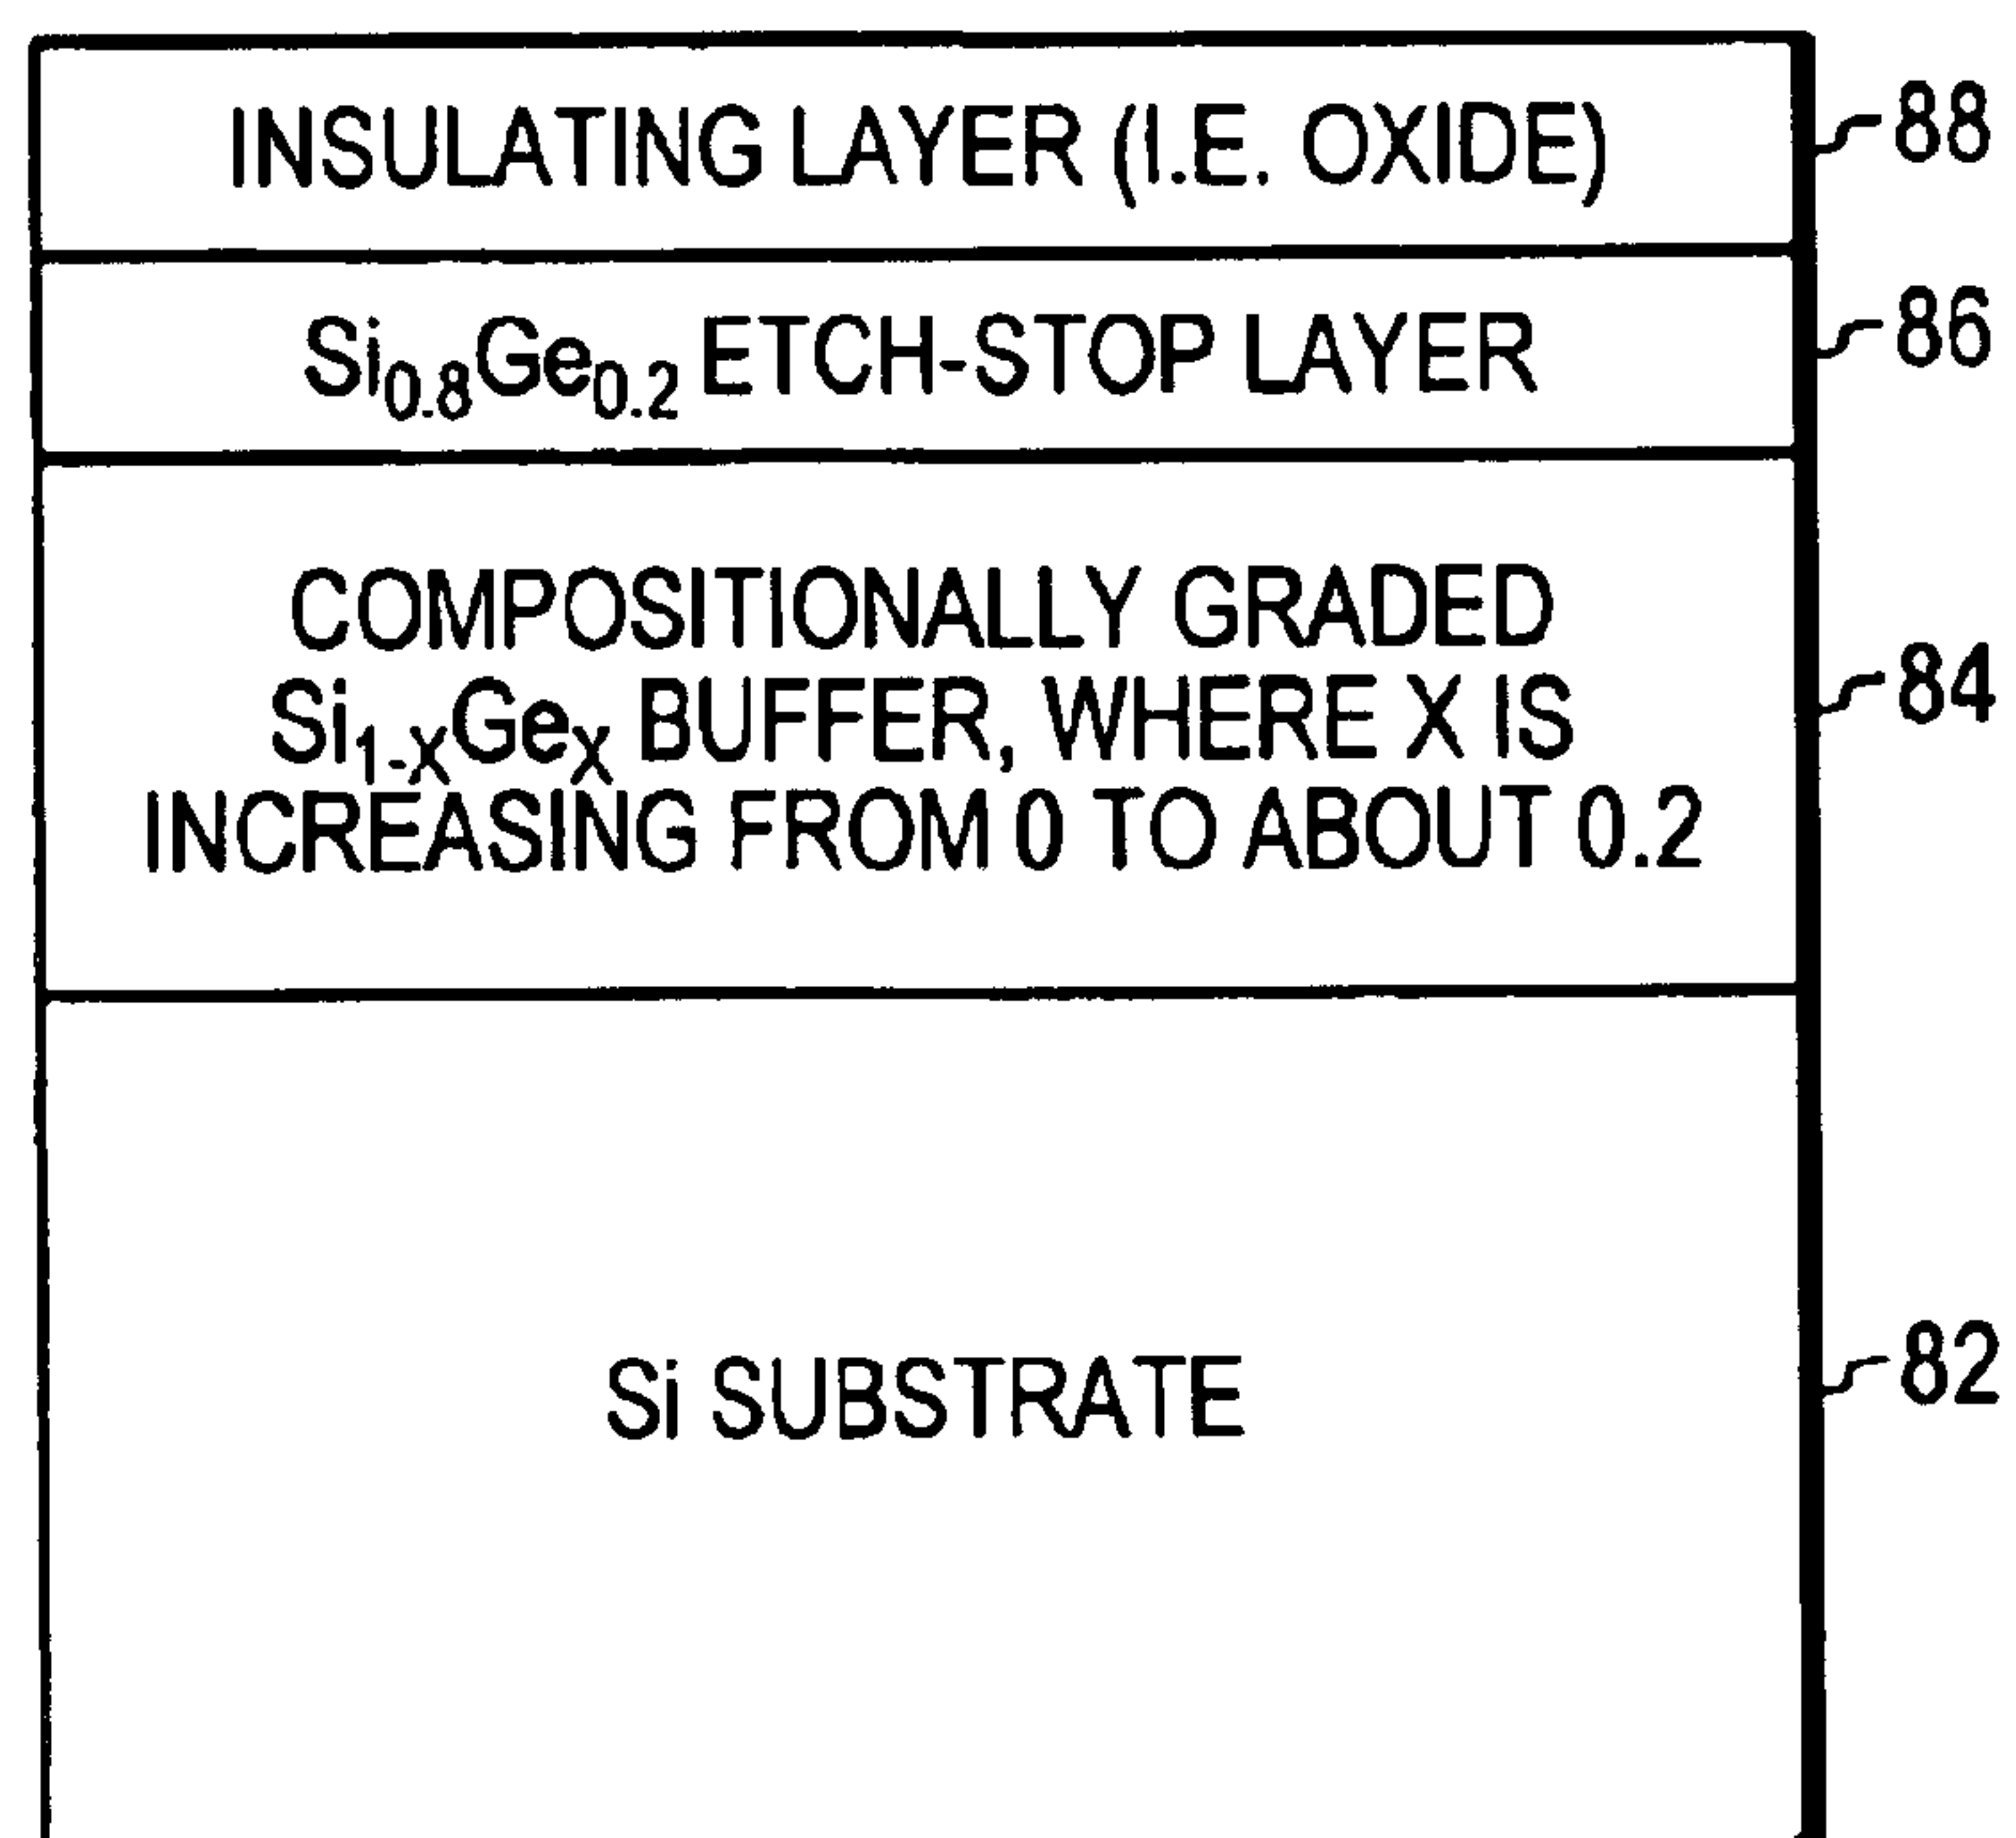 INSULATING LAYER (I.E. OXIDE) 88
Si0.8Ge0.2 ETCH-STOP LAYER 86
COMPOSITIONALLY GRADED
Si1-XGeX BUFFER, WHERE X IS 84
INCREASING FROM 0 TO ABOUT 0.2
Si SUBSTRATE 82